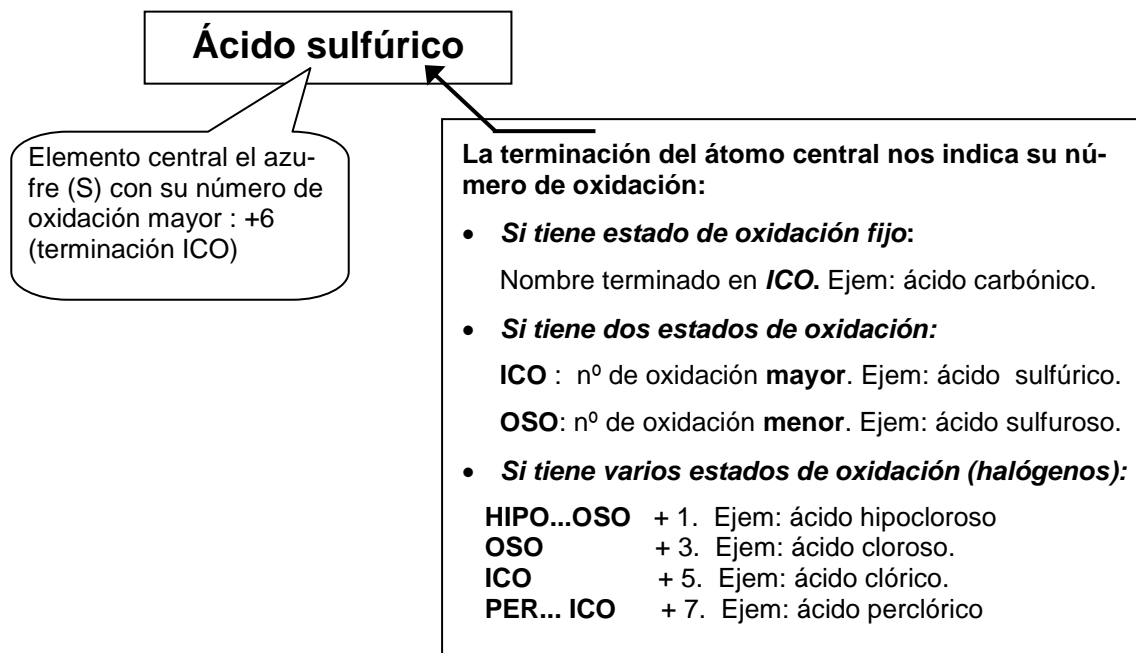 Ácido sulfúrico
Elemento central el azu-
fre (S) con su número de
oxidación mayor : +6
(terminación ICO)
La terminación del átomo central nos indica su nú-
mero de oxidación:
• Si tiene estado de oxidación fijo:
Nombre terminado en ICO. Ejem: ácido carbónico.
• Si tiene dos estados de oxidación:
ICO : nº de oxidación mayor. Ejem: ácido sulfúrico.
OSO: nº de oxidación menor. Ejem: ácido sulfuroso.
• Si tiene varios estados de oxidación (halógenos):
HIPO...OSO + 1. Ejem: ácido hipocloroso
OSO + 3. Ejem: ácido cloroso.
ICO + 5. Ejem: ácido clórico.
PER... ICO + 7. Ejem: ácido perclórico